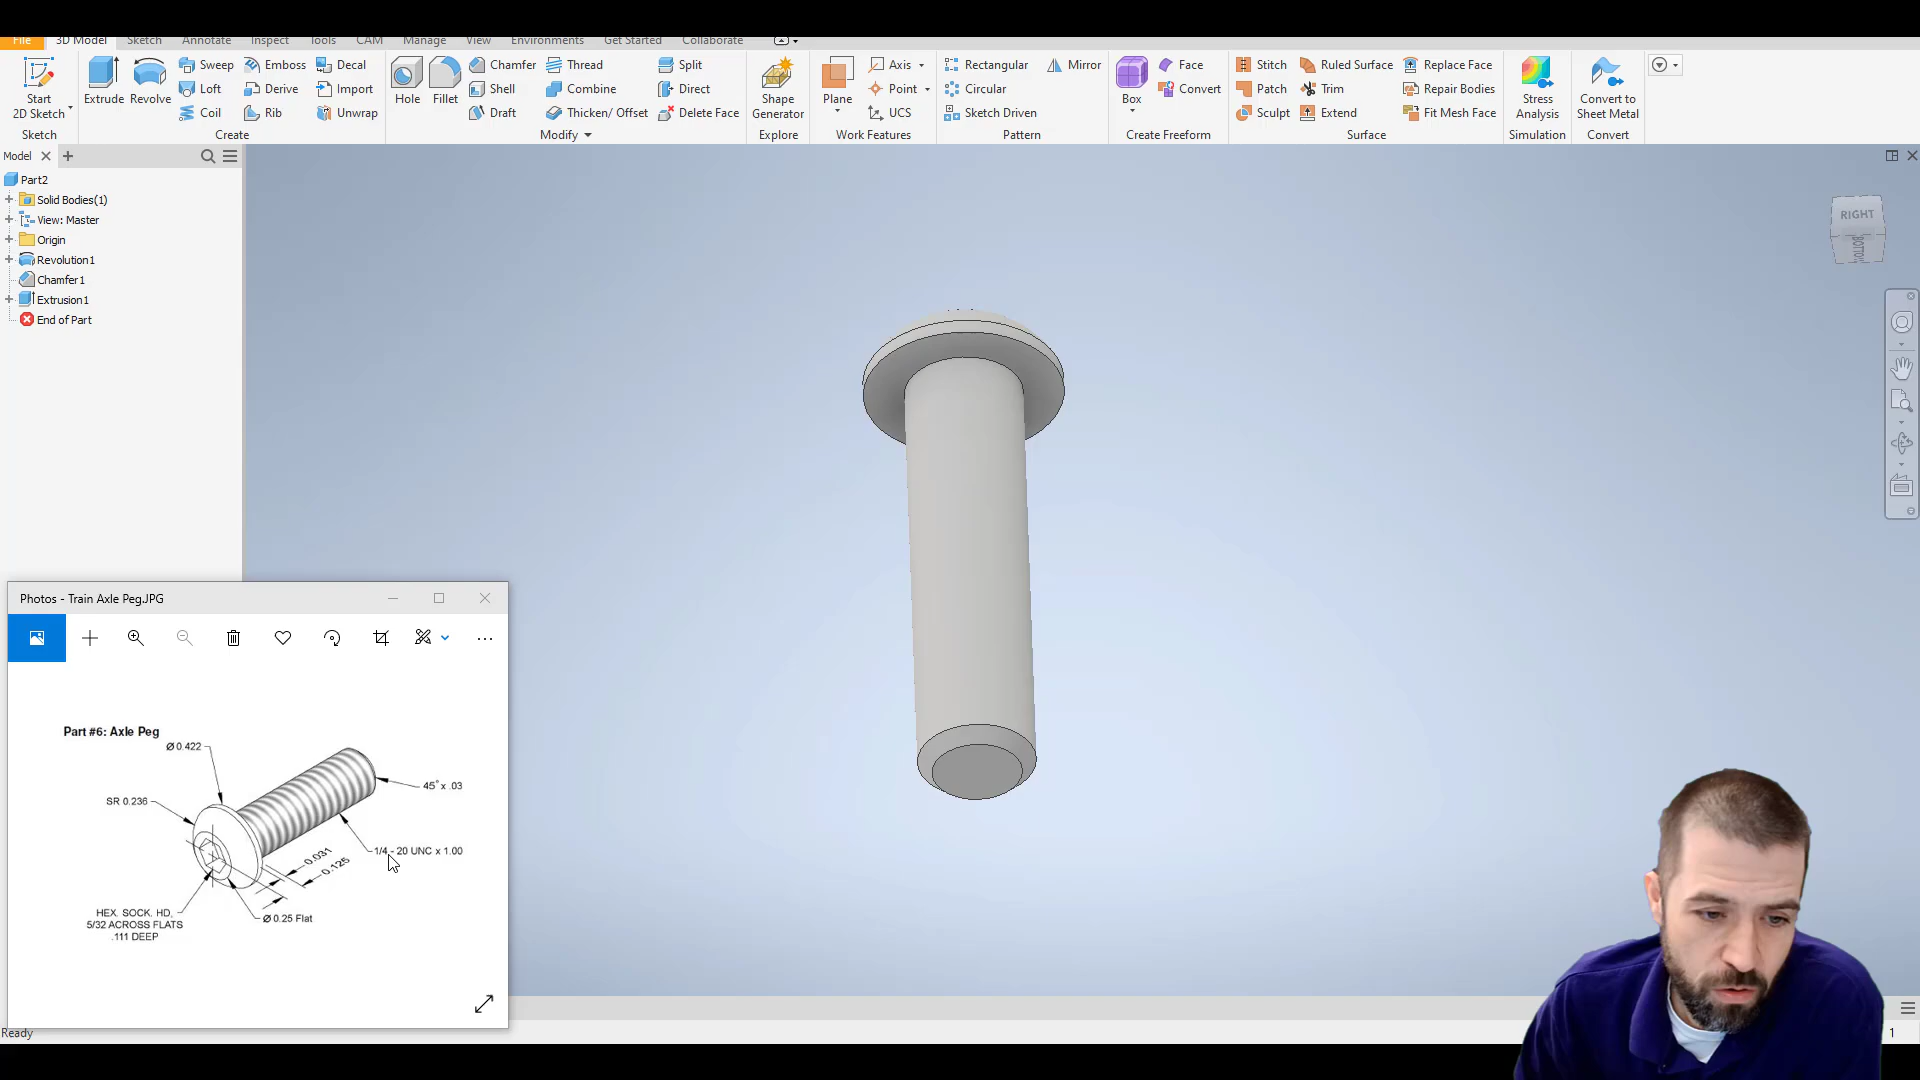 File 3D Model Sketch Annotate Inspect Tools CAM Manage View Environments Get Started Collaborate
Start
2D Sketch
Extrude
Revolve
Sweep
Loft
Coil
Emboss
Derive
Rib
Decal
Import
Unwrap
Hole
Fillet
Chamfer
Shell
Draft
Thread
Combine
Thicken/ Offset
Split
Direct
Delete Face
Shape
Generator
Plane
Axis
Point
UCS
Rectangular
Circular
Sketch Driven
Mirror
Box
Face
Convert
Stitch
Patch
Sculpt
Ruled Surface
Trim
Extend
Replace Face
Repair Bodies
Fit Mesh Face
Stress
Analysis
Convert to
Sheet Metal
Sketch
Create
Modify
Explore
Work Features
Pattern
Create Freeform
Surface
Simulation
Convert
Model
Part2
Solid Bodies(1)
View: Master
Origin
Revolution1
Chamfer1
Extrusion1
End of Part
RIGHT
BOTTOM
Photos - Train Axle Peg.JPG
Part #6: Axle Peg
Ø 0.422
45° x .03
SR 0.236
1/4 - 20 UNC x 1.00
0.031
0.125
HEX. SOCK. HD,
5/32 ACROSS FLATS
.111 DEEP
Ø 0.25 Flat
Ready
1